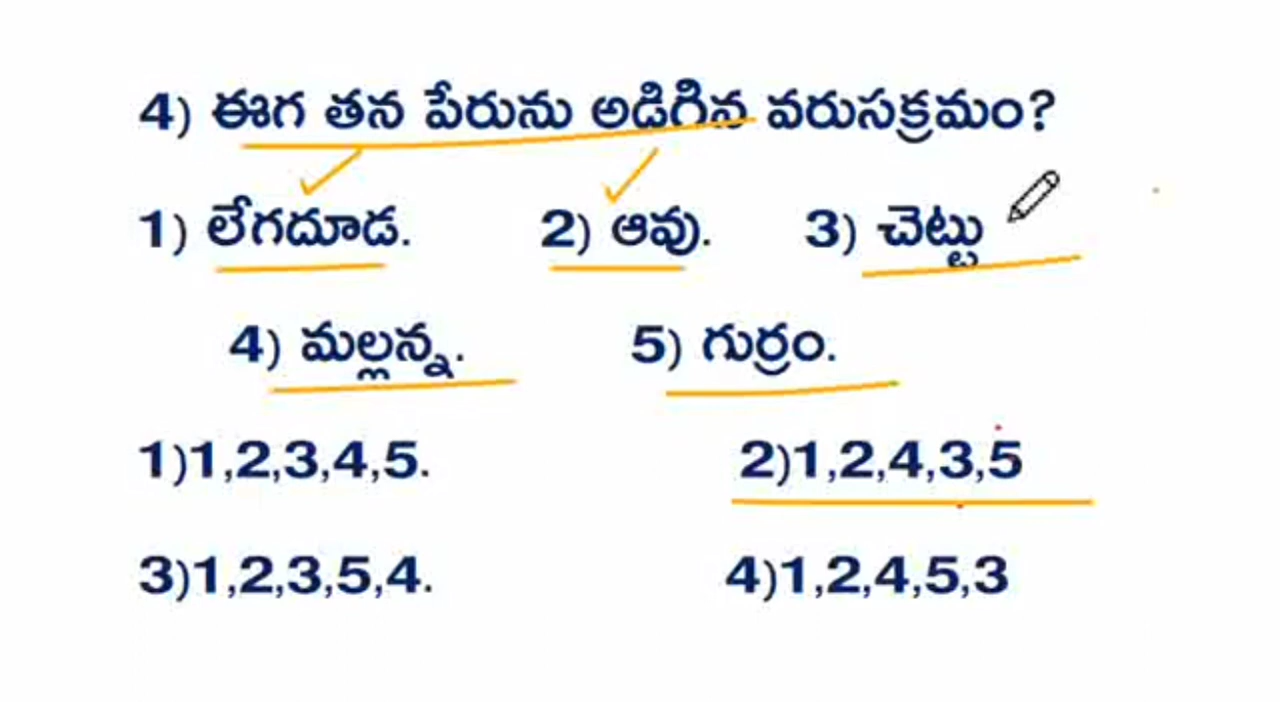 4) ఈగ తన పేరును అడిగిన వరుసక్రమం?
1) లేగదూడ. 2) ఆవు. 3) చెట్టు
4) మల్లన్న. 5) గుర్రం.
1)1,2,3,4,5. 2)1,2,4,3,5
3)1,2,3,5,4. 4)1,2,4,5,3